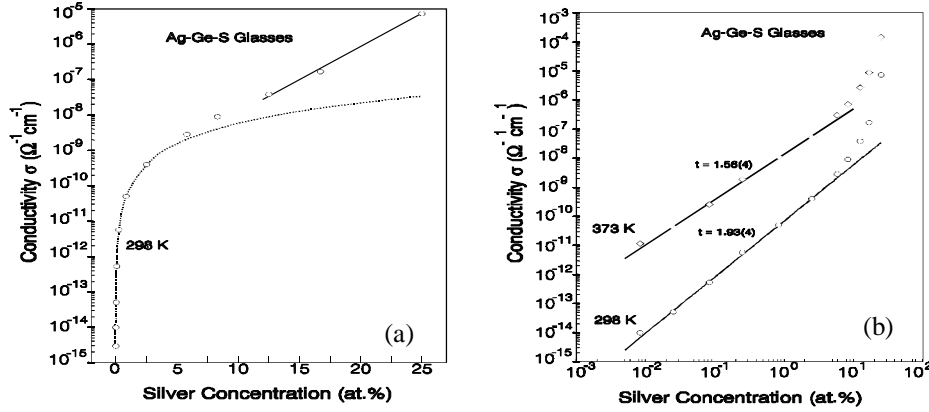 Ag-Ge-S Glasses
Conductivity σ (Ω⁻¹ cm⁻¹)
10⁻⁵
10⁻⁶
10⁻⁷
10⁻⁸
10⁻⁹
10⁻¹⁰
10⁻¹¹
10⁻¹²
10⁻¹³
10⁻¹⁴
10⁻¹⁵
298 K
(a)
0 5 10 15 20 25
Silver Concentration (at.%)
Ag-Ge-S Glasses
Conductivity σ (Ω⁻¹ cm⁻¹)
10⁻³
10⁻⁴
10⁻⁵
10⁻⁶
10⁻⁷
10⁻⁸
10⁻⁹
10⁻¹⁰
10⁻¹¹
10⁻¹²
10⁻¹³
10⁻¹⁴
10⁻¹⁵
t = 1.56(4)
373 K
t = 1.93(4)
298 K
(b)
10⁻³ 10⁻² 10⁻¹ 10⁰ 10¹ 10²
Silver Concentration (at.%)